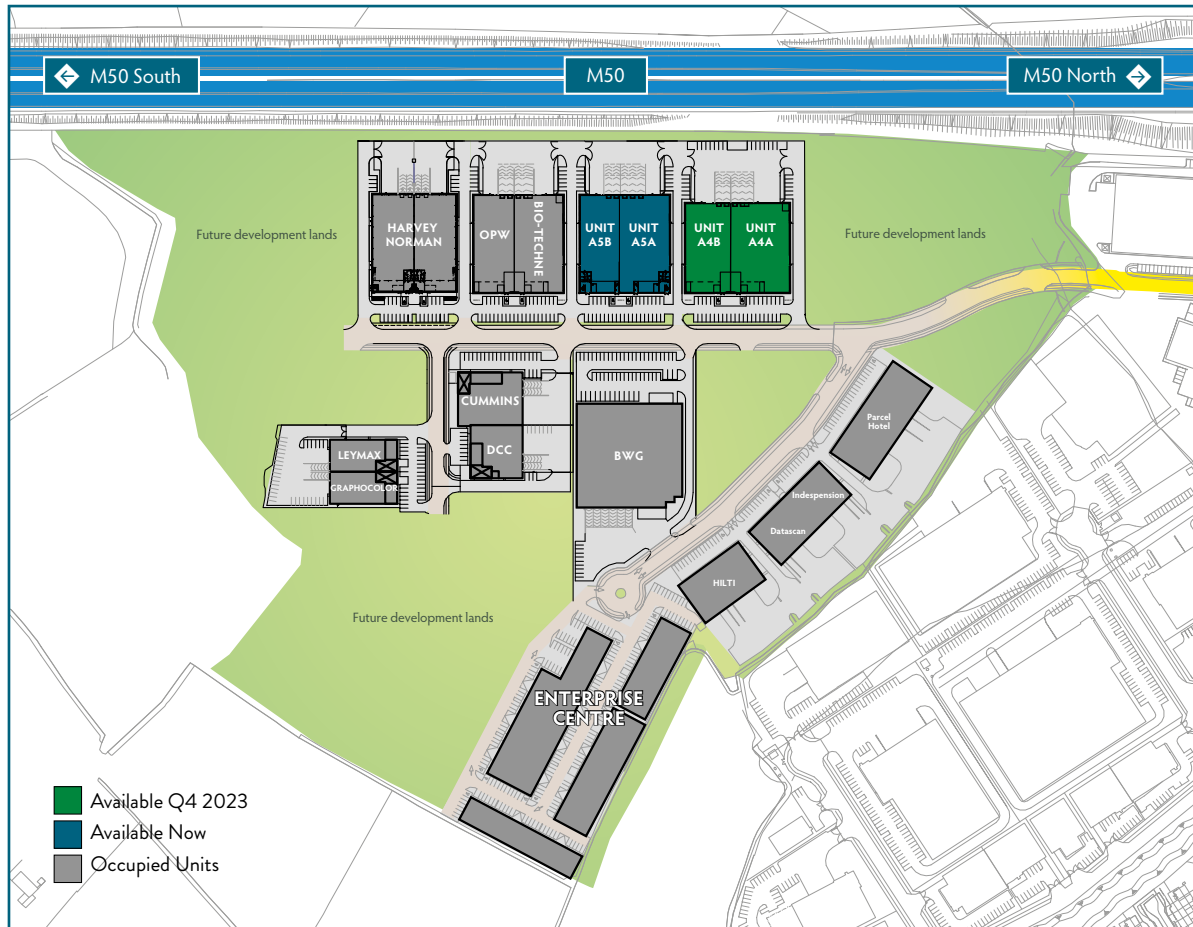 M50 South
M50
M50 North
Future development lands
HARVEY
NORMAN
OPW
BIO-TECHNE
UNIT
A5B
UNIT
A5A
UNIT
A4B
UNIT
A4A
Future development lands
CUMMINS
DCC
LEYMAX
GRAPHOCOLOR
BWG
Parcel
Hotel
Indespension
Datascan
HILTI
Future development lands
ENTERPRISE
CENTRE
Available Q4 2023
Available Now
Occupied Units